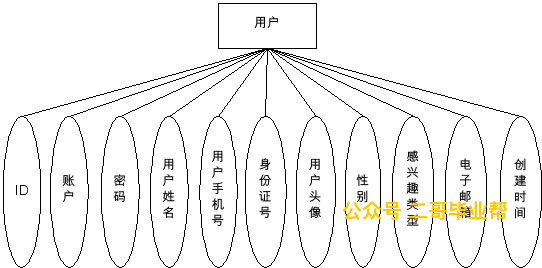 用户
ID
账户
密码
用户姓名
用户手机号
身份证号
用户头像
性别
感兴趣类型
电子邮箱
创建时间
公众号 二哥毕业帮